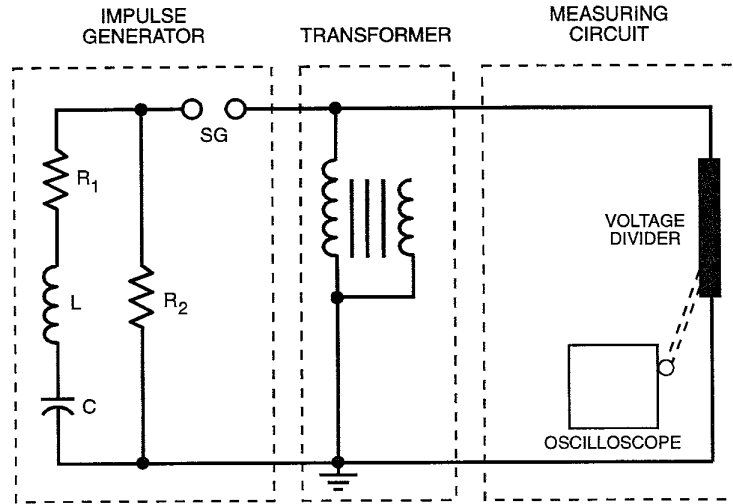 IMPULSE
GENERATOR
TRANSFORMER
MEASURING
CIRCUIT
SG
R1
L
C
R2
VOLTAGE
DIVIDER
OSCILLOSCOPE